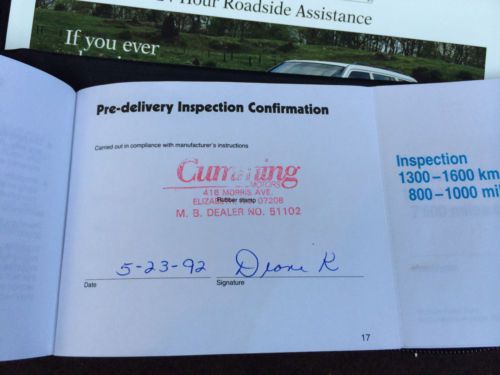 Hour Roadside Assistance
If you ever
Pre-delivery Inspection Confirmation
Carried out in compliance with manufacturer's instructions
Cumming
MOTORS
418 MORRIS AVE.
07208
Rubber stamp
M. B. DEALER NO. 51102
5-23-92 Diane K
Date Signature
17
Inspection
1300–1600 km
800–1000 mil